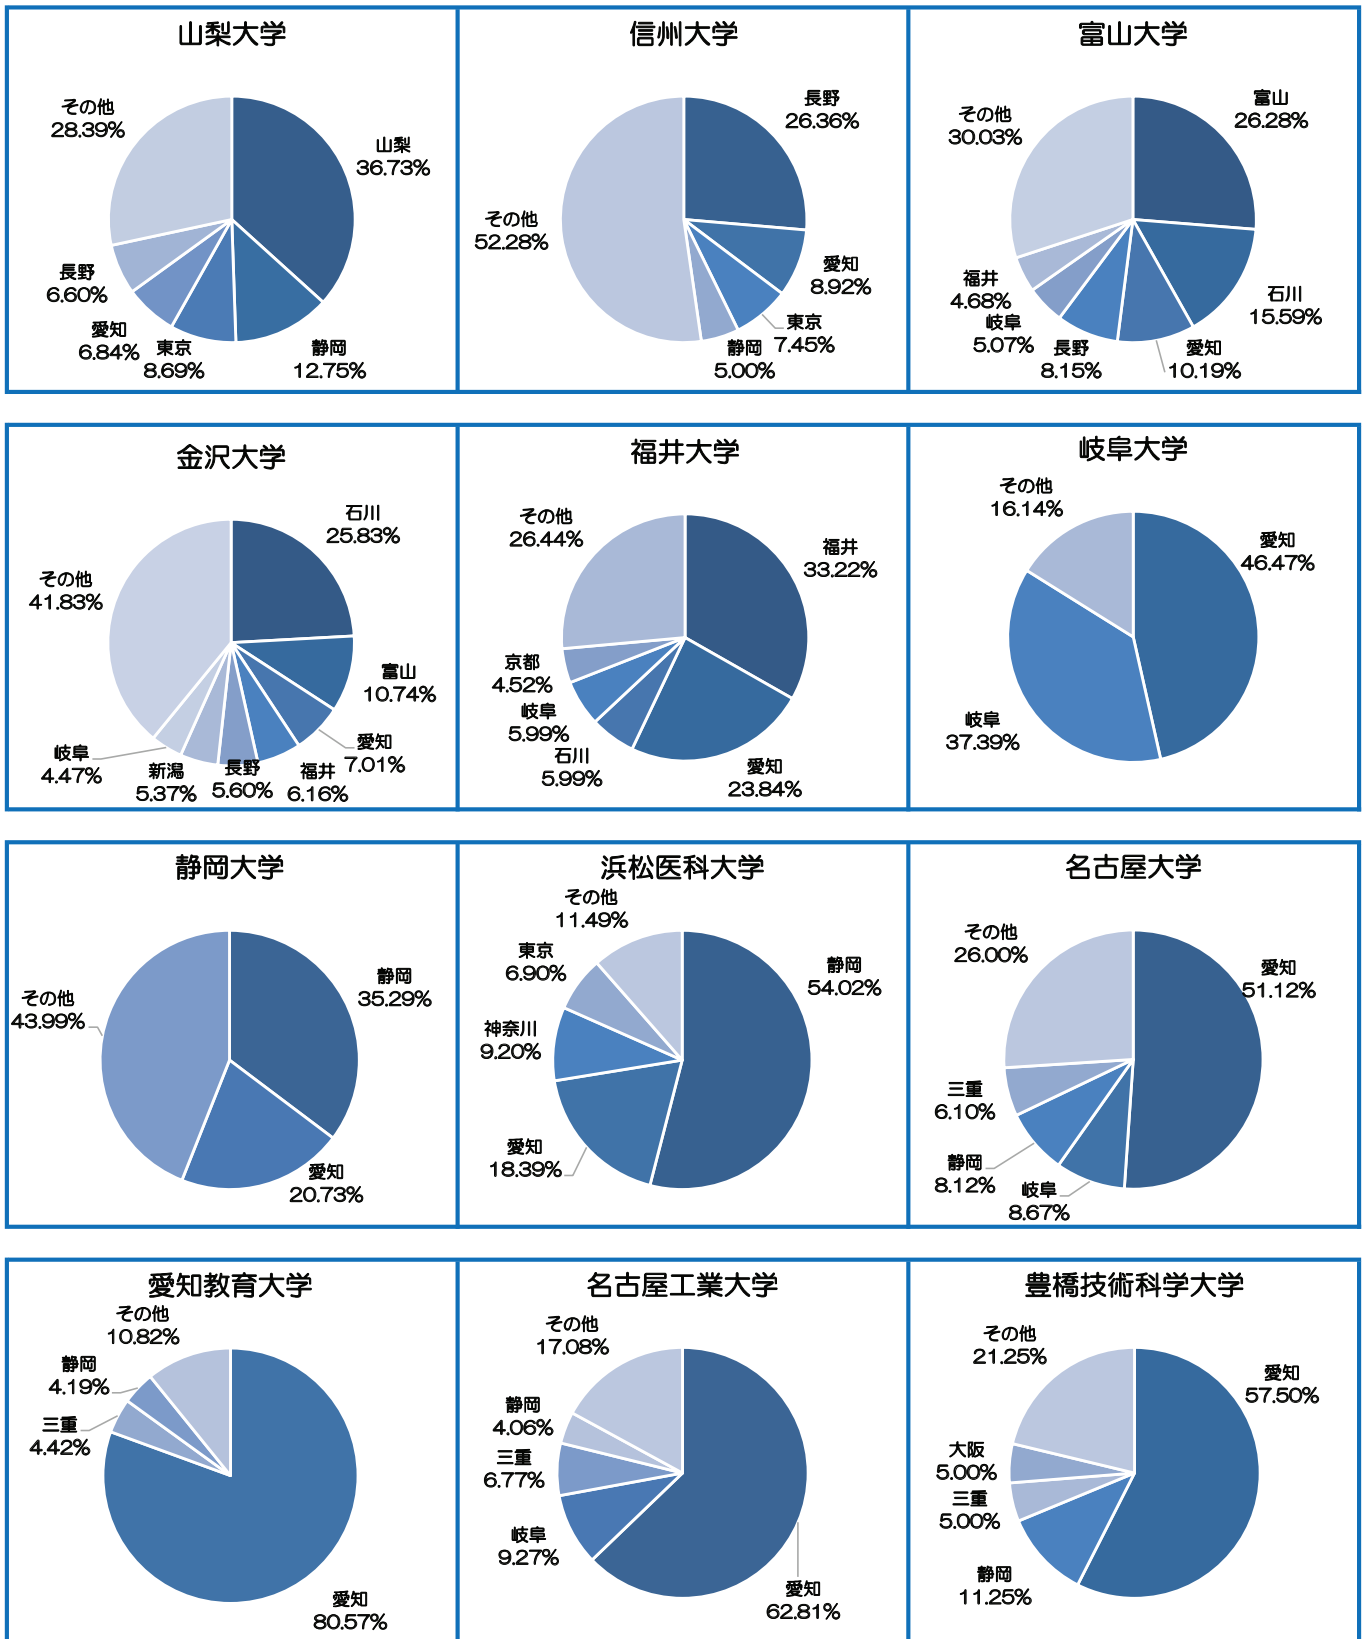 山梨大学
その他
28.39%
山梨
36.73%
長野
6.60%
愛知
6.84%
東京
8.69%
静岡
12.75%
信州大学
長野
26.36%
その他
52.28%
愛知
8.92%
東京
7.45%
静岡
5.00%
富山大学
富山
26.28%
その他
30.03%
福井
4.68%
岐阜
5.07%
長野
8.15%
愛知
10.19%
石川
15.59%
金沢大学
石川
25.83%
その他
41.83%
富山
10.74%
愛知
7.01%
岐阜
4.47%
新潟
5.37%
長野
5.60%
福井
6.16%
福井大学
その他
26.44%
福井
33.22%
京都
4.52%
岐阜
5.99%
石川
5.99%
愛知
23.84%
岐阜大学
その他
16.14%
愛知
46.47%
岐阜
37.39%
静岡大学
静岡
35.29%
その他
43.99%
愛知
20.73%
浜松医科大学
その他
11.49%
東京
6.90%
静岡
54.02%
神奈川
9.20%
愛知
18.39%
名古屋大学
その他
26.00%
愛知
51.12%
三重
6.10%
静岡
8.12%
岐阜
8.67%
愛知教育大学
その他
10.82%
静岡
4.19%
三重
4.42%
愛知
80.57%
名古屋工業大学
その他
17.08%
静岡
4.06%
三重
6.77%
岐阜
9.27%
愛知
62.81%
豊橋技術科学大学
その他
21.25%
愛知
57.50%
大阪
5.00%
三重
5.00%
静岡
11.25%